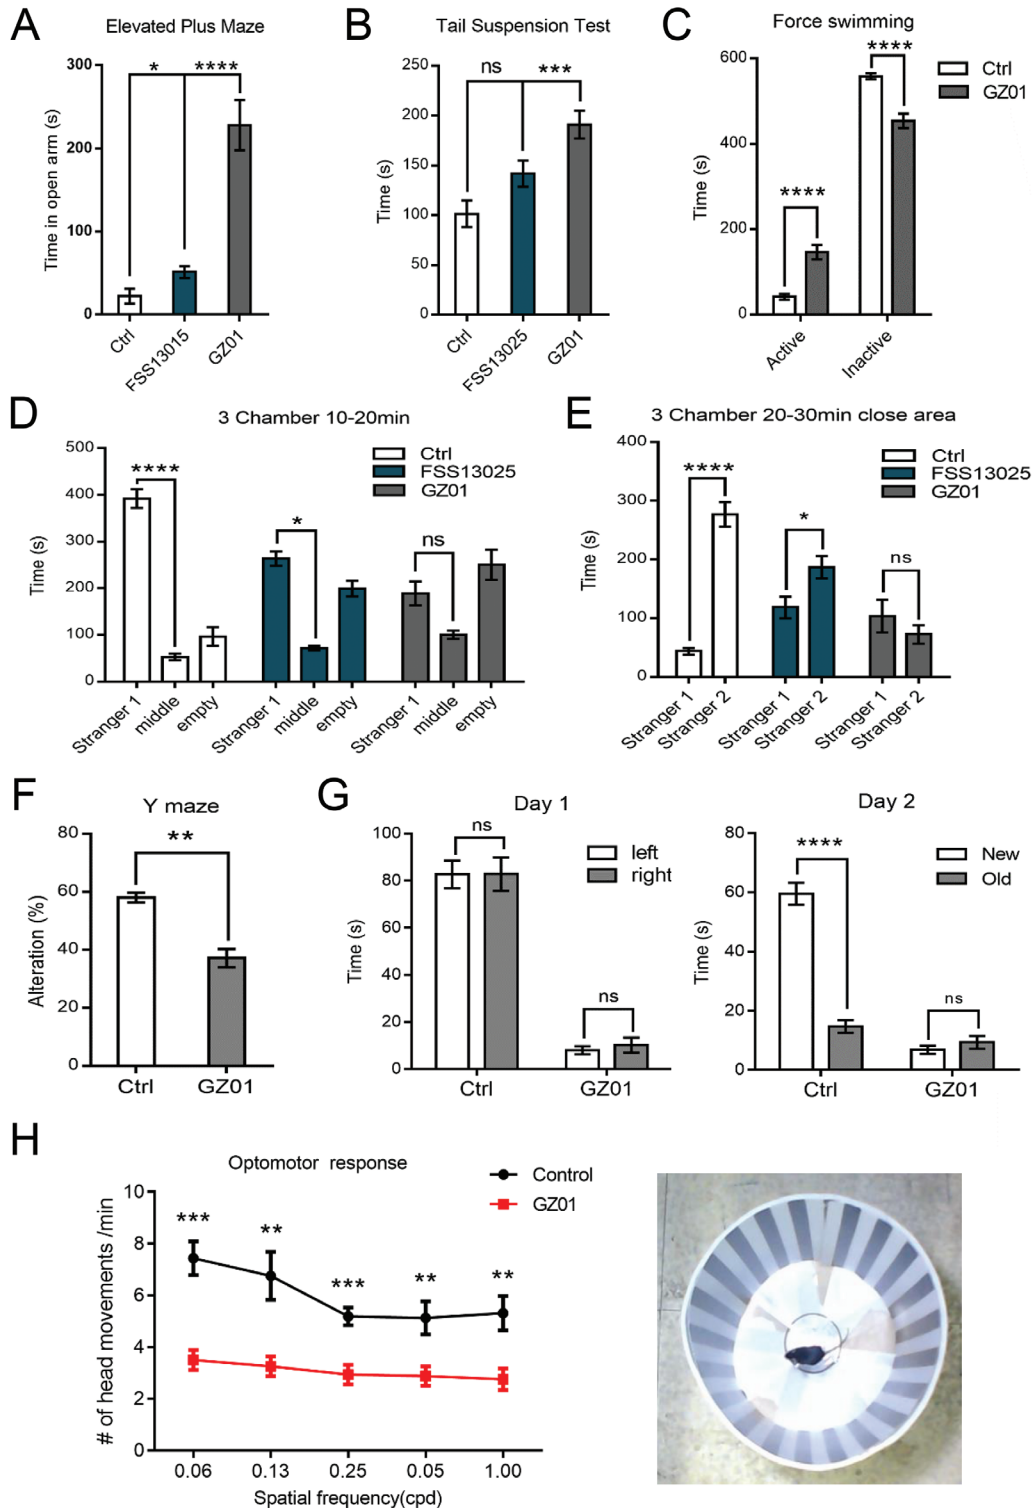 A
Elevated Plus Maze
Time in open arm (s)
300
200
100
0
* ****
Ctrl
FSS13015
GZ01
B
Tail Suspension Test
Time (s)
250
200
150
100
50
0
ns ***
Ctrl
FSS13025
GZ01
C
Force swimming
Time (s)
600
400
200
0
****
****
Active
Inactive
Ctrl
GZ01
D
3 Chamber 10-20min
Time (s)
500
400
300
200
100
0
****
*
ns
Ctrl
FSS13025
GZ01
Stranger 1
middle
empty
Stranger 1
middle
empty
Stranger 1
middle
empty
E
3 Chamber 20-30min close area
Time (s)
400
300
200
100
0
****
*
ns
Ctrl
FSS13025
GZ01
Stranger 1
Stranger 2
Stranger 1
Stranger 2
Stranger 1
Stranger 2
F
Y maze
Alteration (%)
80
60
40
20
0
**
Ctrl
GZ01
G
Day 1
Time (s)
100
80
60
40
20
0
ns
ns
left
right
Ctrl
GZ01
Day 2
Time (s)
80
60
40
20
0
****
ns
New
Old
Ctrl
GZ01
H
Optomotor response
Control
GZ01
# of head movements /min
10
8
6
4
2
0
*** ** *** ** **
0.06 0.13 0.25 0.05 1.00
Spatial frequency(cpd)